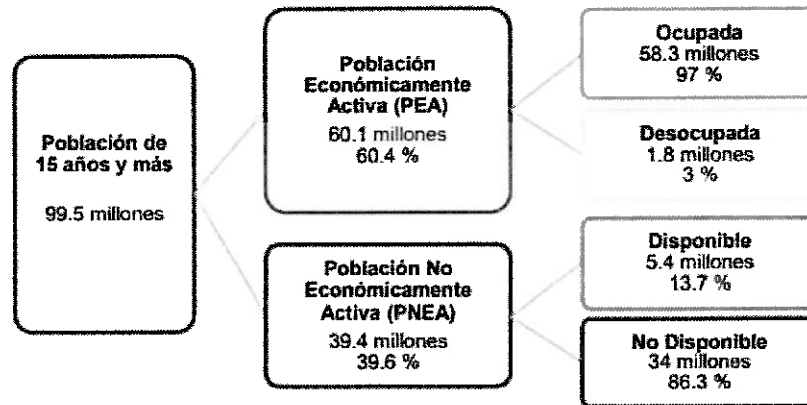 Población de
15 años y más
99.5 millones
Población
Económicamente
Activa (PEA)
60.1 millones
60.4 %
Población No
Económicamente
Activa (PNEA)
39.4 millones
39.6 %
Ocupada
58.3 millones
97 %
Desocupada
1.8 millones
3 %
Disponible
5.4 millones
13.7 %
No Disponible
34 millones
86.3 %